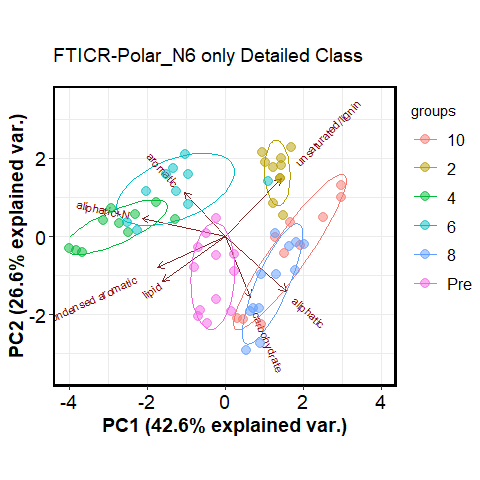 FTICR-Polar_N6 only Detailed Class
groups
10
2
4
6
8
Pre
unsaturated/lignin
aromatic
aliphatic+N
ondensed aromatic
lipid
aliphatic
carbohydrate
2
0
-2
-4
-2
0
2
4
PC1 (42.6% explained var.)
PC2 (26.6% explained var.)